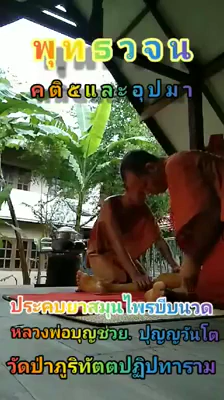 พุทธวจน
คติ๕และอุปมา
ประคบยาสมุนไพรบีบนวด
หลวงพ่อบุญช่วย. ปุญญวันโต
วัดป่าภูริทัตตปฏิปทาราม